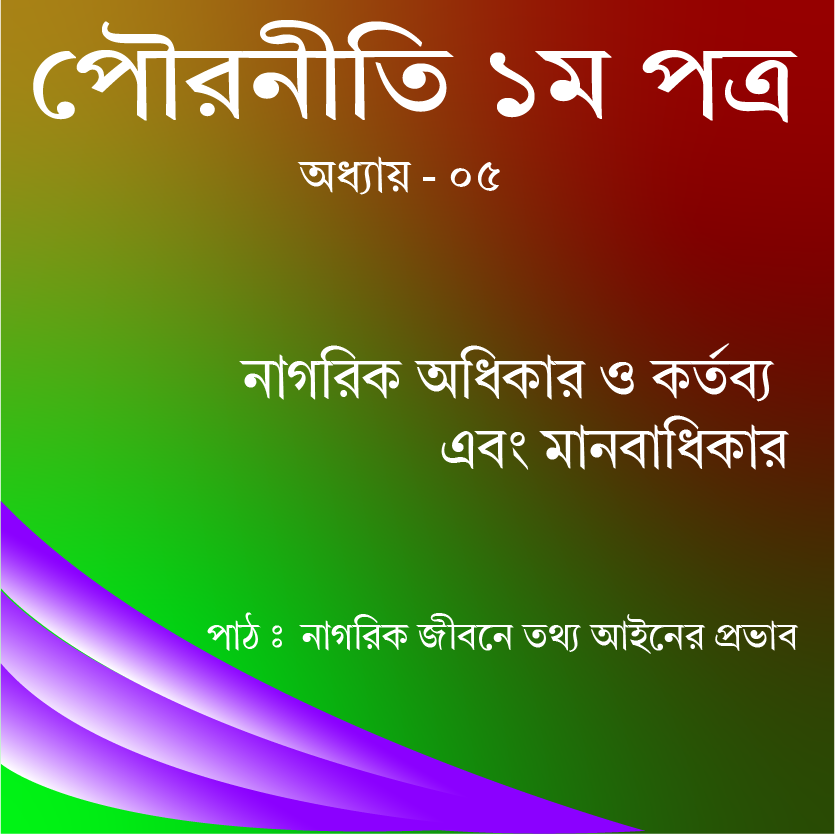 পৌরনীতি ১ম পত্র
অধ্যায় - ০৫
নাগরিক অধিকার ও কর্তব্য
এবং মানবাধিকার
পাঠ ঃ নাগরিক জীবনে তথ্য আইনের প্রভাব